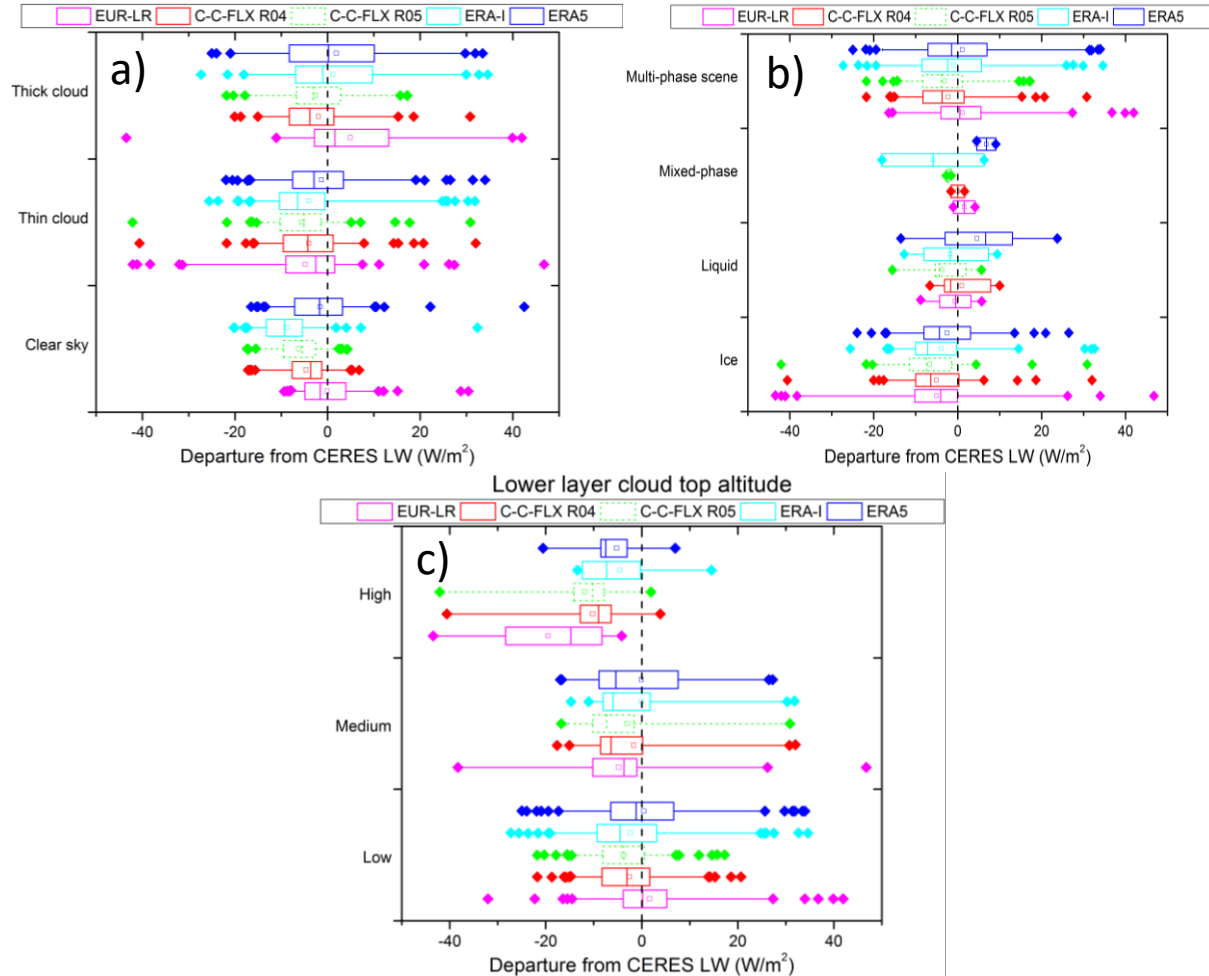 EUR-LR C-C-FLX R04 C-C-FLX R05 ERA-I ERA5
a)
Thick cloud
Thin cloud
Clear sky
-40 -20 0 20 40
Departure from CERES LW (W/m²)
EUR-LR C-C-FLX R04 C-C-FLX R05 ERA-I ERA5
b)
Multi-phase scene
Mixed-phase
Liquid
Ice
-40 -20 0 20 40
Departure from CERES LW (W/m²)
Lower layer cloud top altitude
EUR-LR C-C-FLX R04 C-C-FLX R05 ERA-I ERA5
c)
High
Medium
Low
-40 -20 0 20 40
Departure from CERES LW (W/m²)